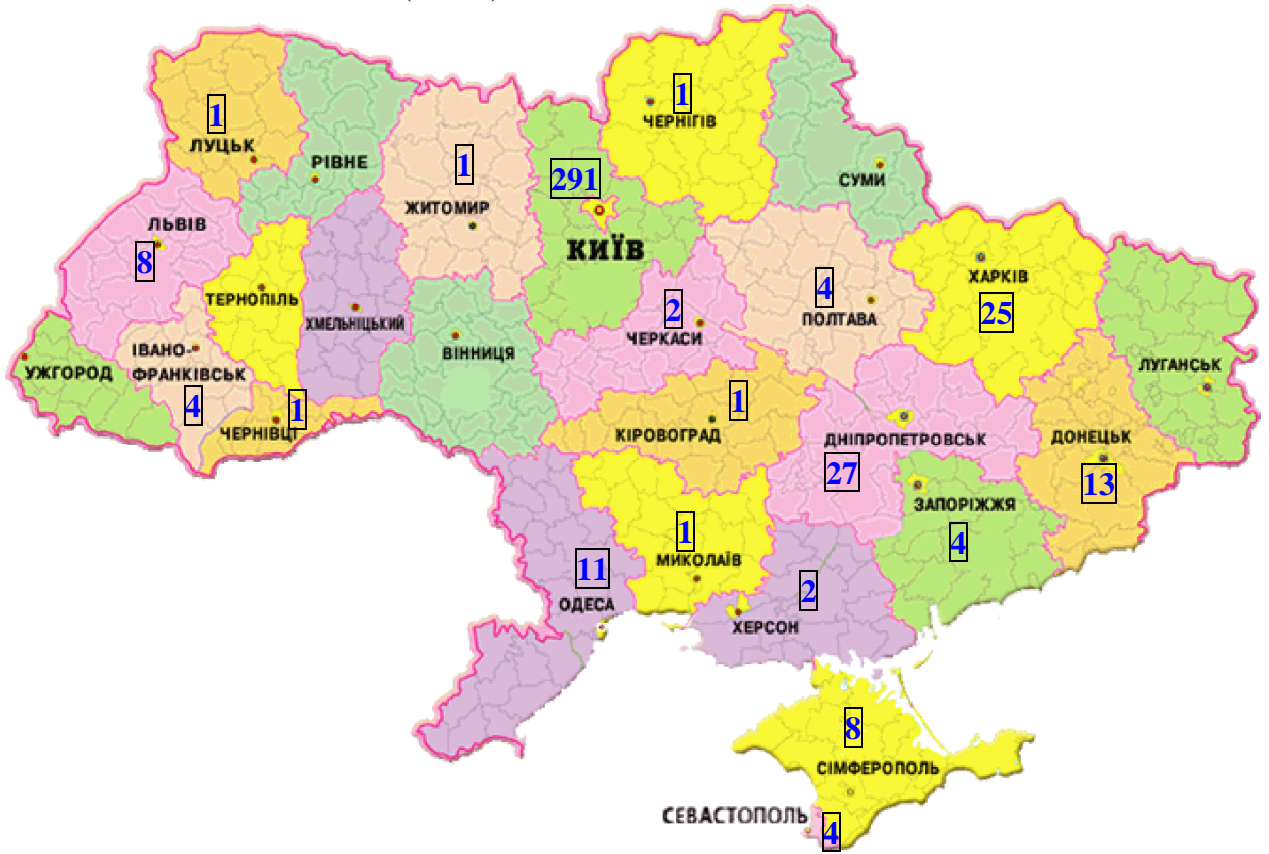 1
ЛУЦЬК
РІВНЕ
1
ЖИТОМИР
291
КИЇВ
1
ЧЕРНІГІВ
СУМИ
ЛЬВІВ
8
ТЕРНОПІЛЬ
ХМЕЛЬНІЦЬКИЙ
ВІННИЦЯ
2
ЧЕРКАСИ
4
ПОЛТАВА
ХАРКІВ
25
ЛУГАНСЬК
УЖГОРОД
ІВАНО-
ФРАНКІВСЬК
4
1
ЧЕРНІВЦІ
1
КІРОВОГРАД
ДНІПРОПЕТРОВСЬК
27
ДОНЕЦЬК
13
ЗАПОРІЖЖЯ
4
1
МИКОЛАЇВ
11
ОДЕСА
2
ХЕРСОН
8
СІМФЕРОПОЛЬ
СЕВАСТОПОЛЬ
4